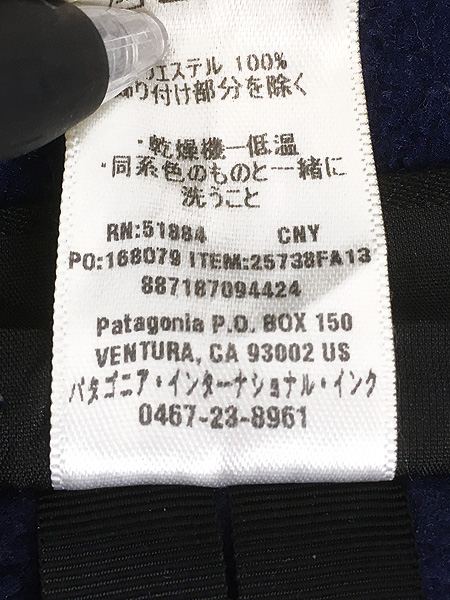 エステル 100%
飾り付け部分を除く
・乾燥機一低温
・同系色のものと一緒に
洗うこと
RN:51884 CNY
PO:168079 ITEM:25738FA13
887187094424
Patagonia P.O. BOX 150
VENTURA, CA 93002 US
パタゴニア・インターナショナル・インク
0467-23-8961